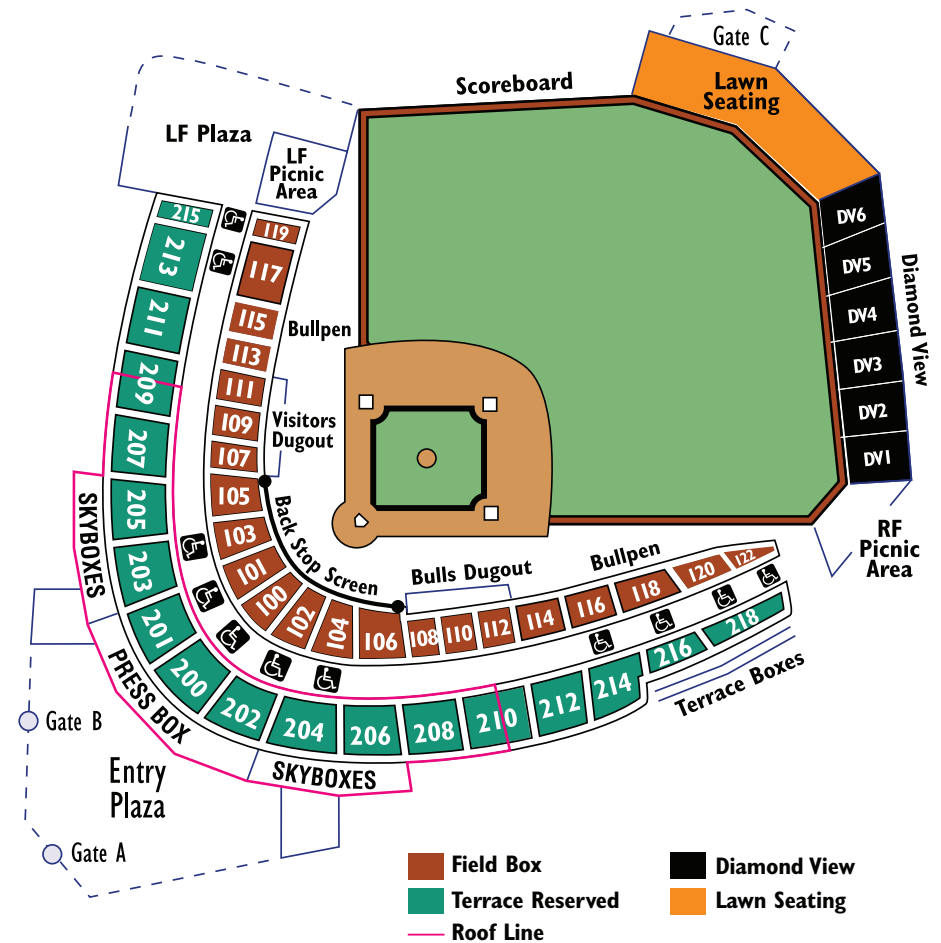 Gate C
Scoreboard
Lawn
Seating
LF Plaza
LF
Picnic
Area
215
213
211
209
207
205
203
201
200
202
204
206
208
210
212
214
216
218
119
117
115
113
111
109
107
105
103
101
100
102
104
106
108
110
112
114
116
118
120
122
Bullpen
Visitors
Dugout
Back Stop Screen
Bulls Dugout
Bullpen
DV6
DV5
DV4
DV3
DV2
DV1
Diamond View
RF
Picnic
Area
Terrace Boxes
SKYBOXES
PRESS BOX
SKYBOXES
Gate B
Entry
Plaza
Gate A
Field Box
Terrace Reserved
Roof Line
Diamond View
Lawn Seating